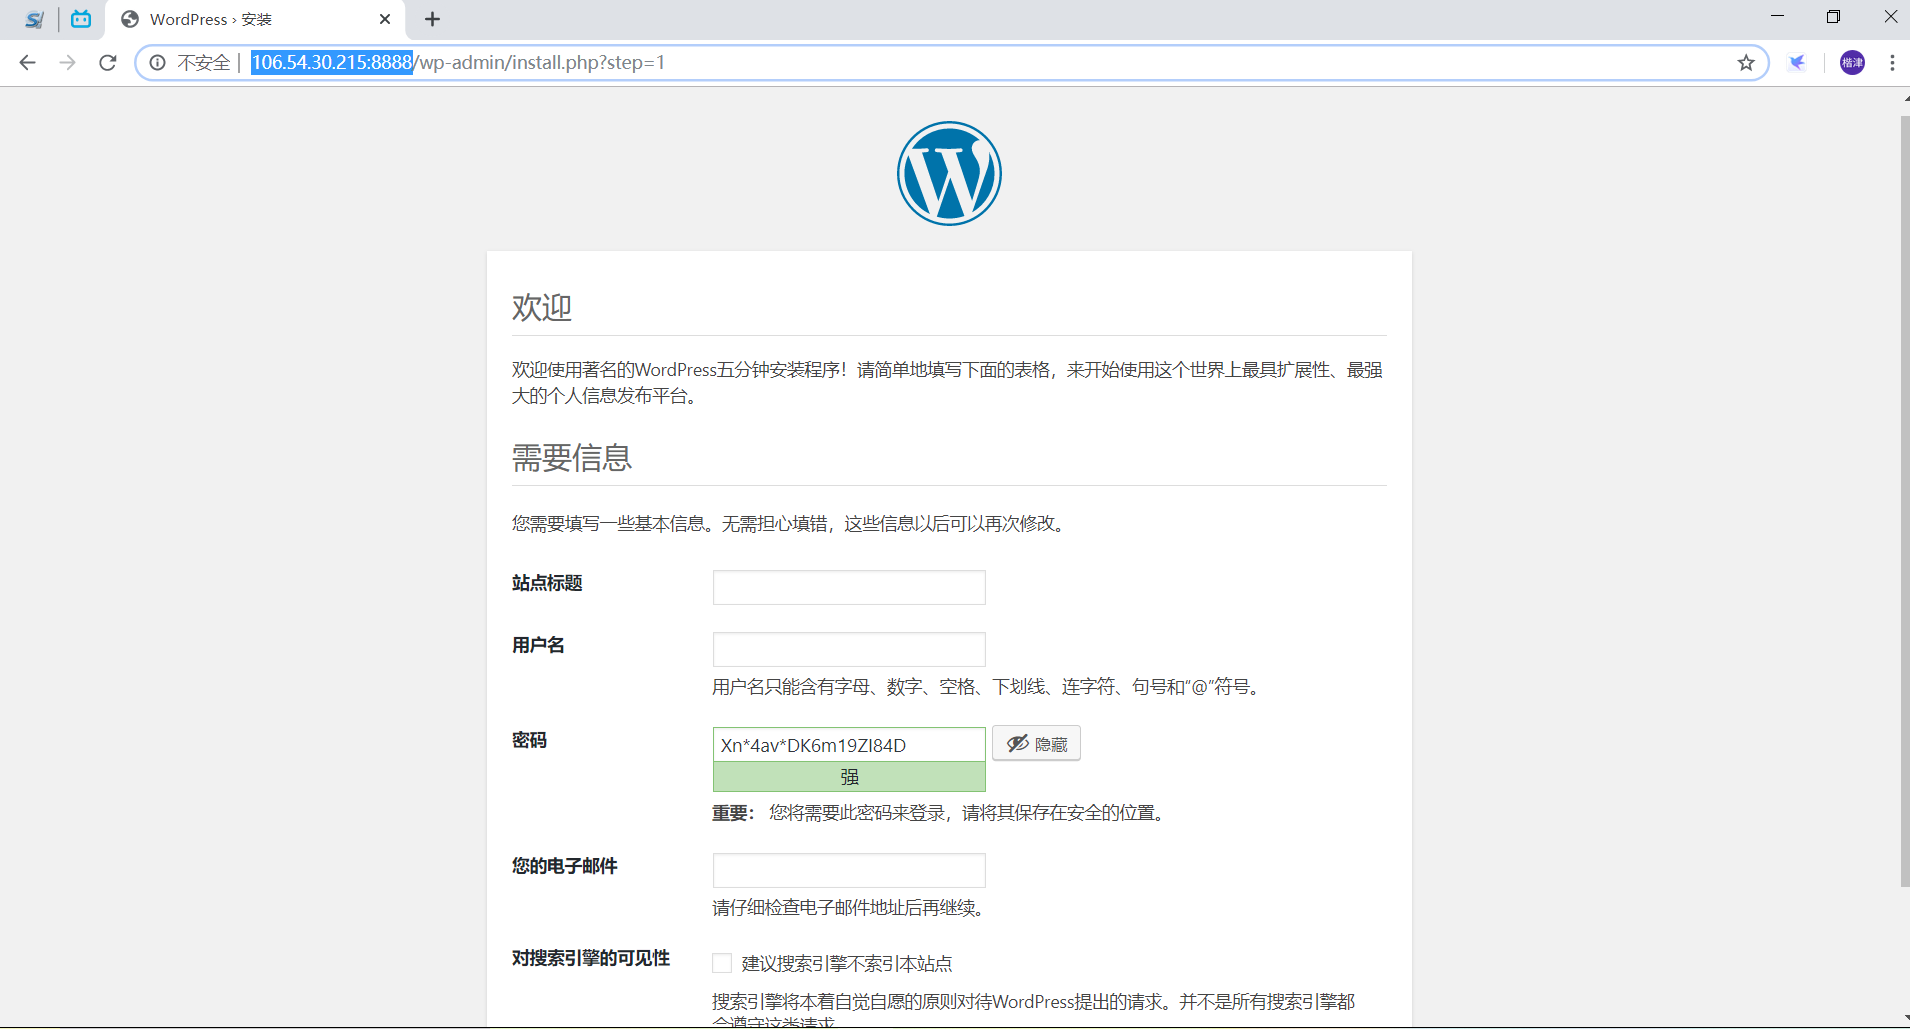 WordPress › 安装
不安全 | 106.54.30.215:8888/wp-admin/install.php?step=1
楷津
欢迎
欢迎使用著名的WordPress五分钟安装程序！请简单地填写下面的表格，来开始使用这个世界上最具扩展性、最强
大的个人信息发布平台。
需要信息
您需要填写一些基本信息。无需担心填错，这些信息以后可以再次修改。
站点标题
用户名
用户名只能含有字母、数字、空格、下划线、连字符、句号和“@”符号。
密码
Xn*4av*DK6m19ZI84D
隐藏
强
重要： 您将需要此密码来登录，请将其保存在安全的位置。
您的电子邮件
请仔细检查电子邮件地址后再继续。
对搜索引擎的可见性
建议搜索引擎不索引本站点
搜索引擎将本着自觉自愿的原则对待WordPress提出的请求。并不是所有搜索引擎都
会遵守这类请求